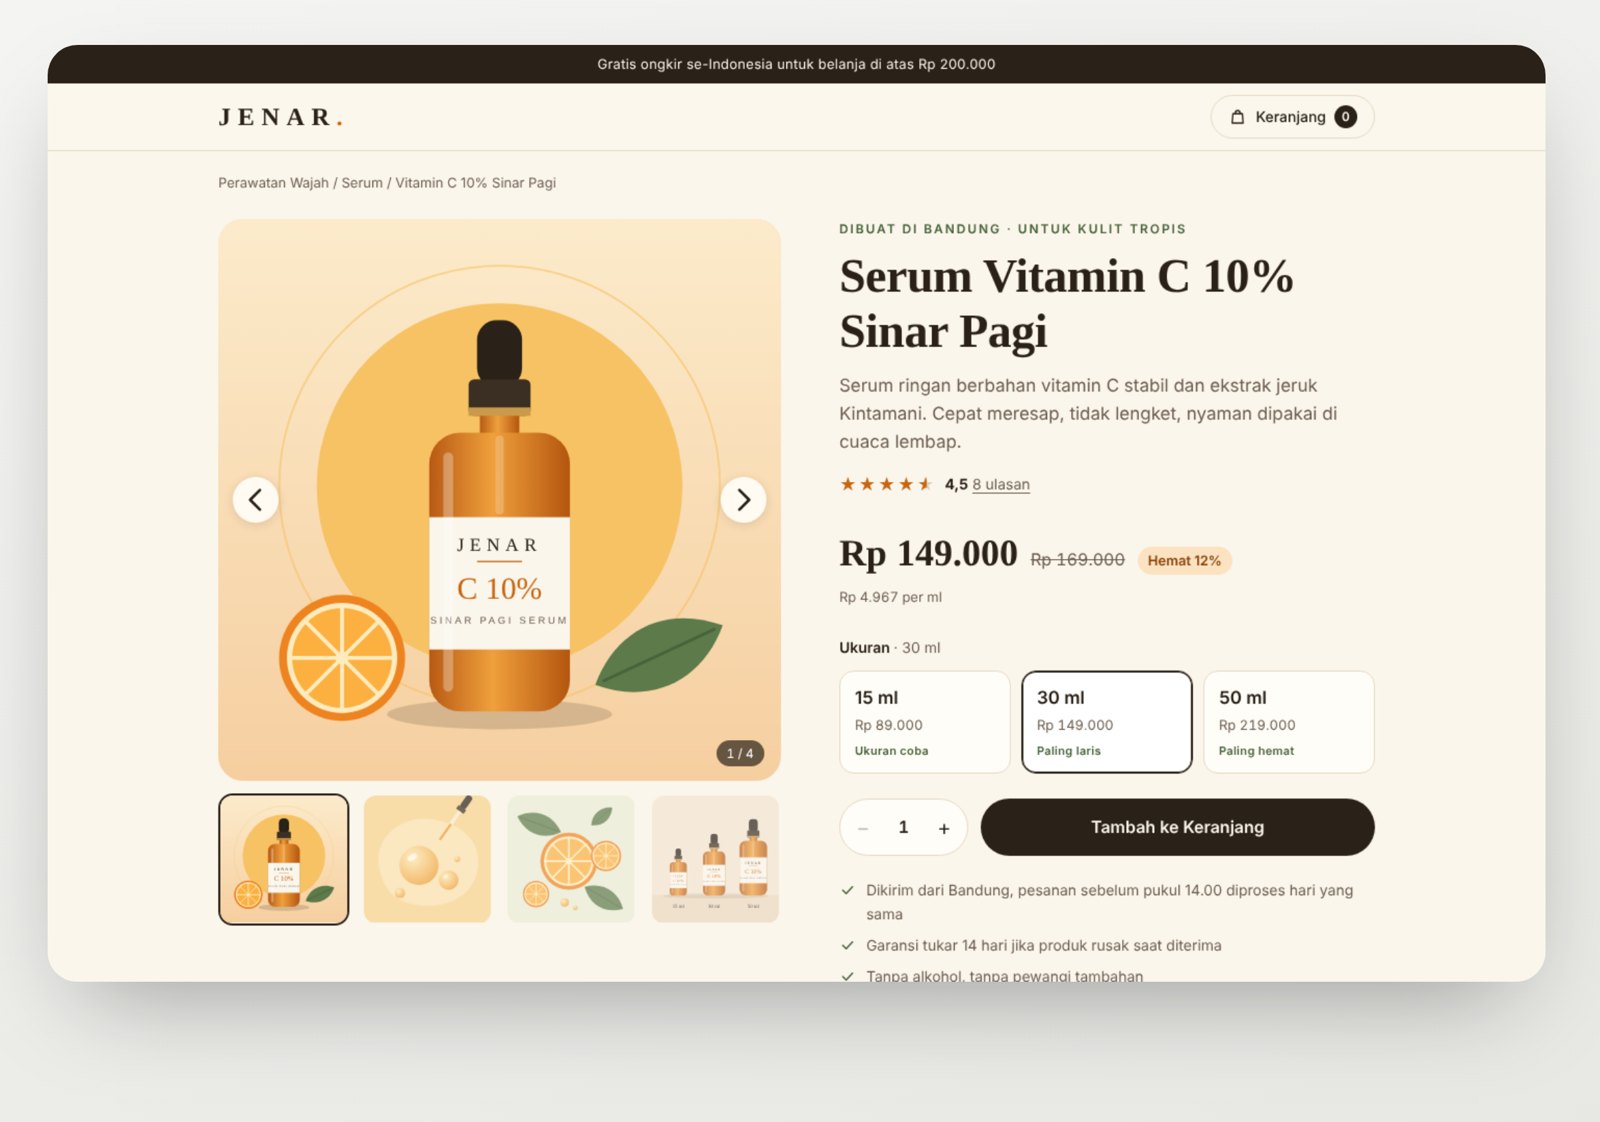 Gratis ongkir se-Indonesia untuk belanja di atas Rp 200.000
JENAR.
Keranjang 0
Perawatan Wajah / Serum / Vitamin C 10% Sinar Pagi
JENAR
C 10%
SINAR PAGI SERUM
1 / 4
JENAR
C 10%
DIBUAT DI BANDUNG · UNTUK KULIT TROPIS
Serum Vitamin C 10%
Sinar Pagi
Serum ringan berbahan vitamin C stabil dan ekstrak jeruk
Kintamani. Cepat meresap, tidak lengket, nyaman dipakai di
cuaca lembap.
★★★★★ 4,5 8 ulasan
Rp 149.000 Rp 169.000 Hemat 12%
Rp 4.967 per ml
Ukuran · 30 ml
15 ml
Rp 89.000
Ukuran coba
30 ml
Rp 149.000
Paling laris
50 ml
Rp 219.000
Paling hemat
− 1 +
Tambah ke Keranjang
Dikirim dari Bandung, pesanan sebelum pukul 14.00 diproses hari yang
sama
Garansi tukar 14 hari jika produk rusak saat diterima
Tanpa alkohol, tanpa pewangi tambahan